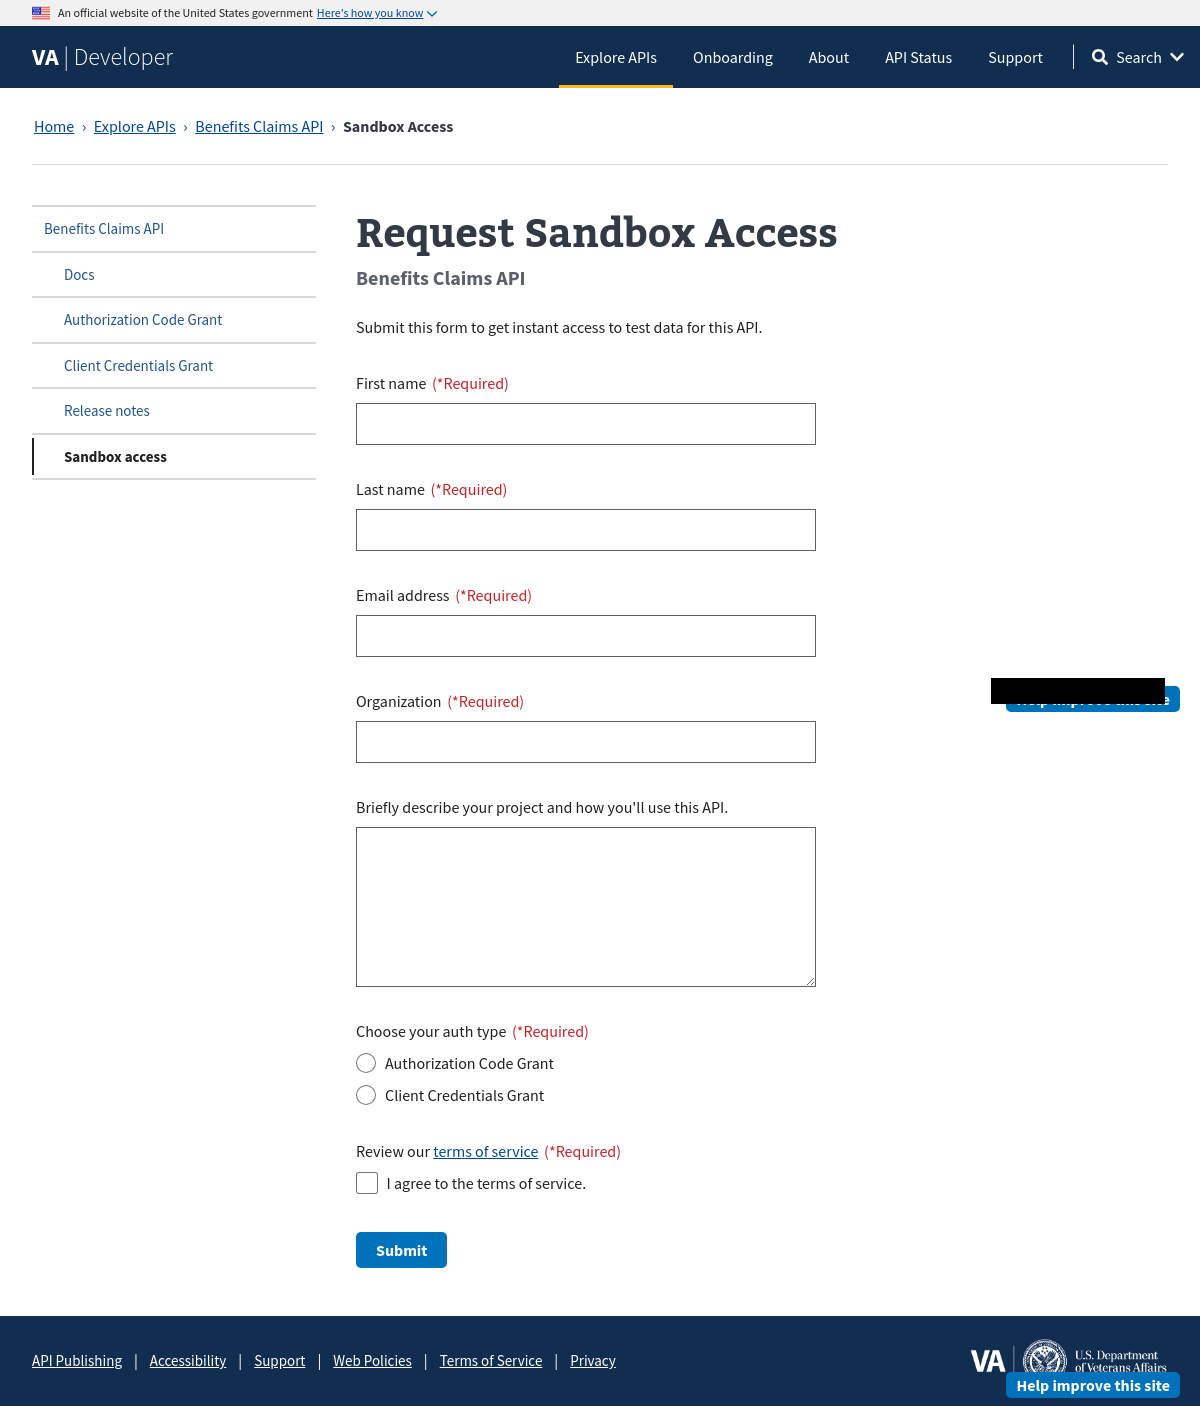 An official website of the United States government Here's how you know
VA | Developer
Explore APIs
Onboarding
About
API Status
Support
Search
Home › Explore APIs › Benefits Claims API › Sandbox Access
Benefits Claims API
Docs
Authorization Code Grant
Client Credentials Grant
Release notes
Sandbox access
Request Sandbox Access
Benefits Claims API
Submit this form to get instant access to test data for this API.
First name (*Required)
Last name (*Required)
Email address (*Required)
Organization (*Required)
Briefly describe your project and how you'll use this API.
Choose your auth type (*Required)
Authorization Code Grant
Client Credentials Grant
Review our terms of service (*Required)
I agree to the terms of service.
Submit
API Publishing | Accessibility | Support | Web Policies | Terms of Service | Privacy
VA
U.S. Department
of Veterans Affairs
Help improve this site